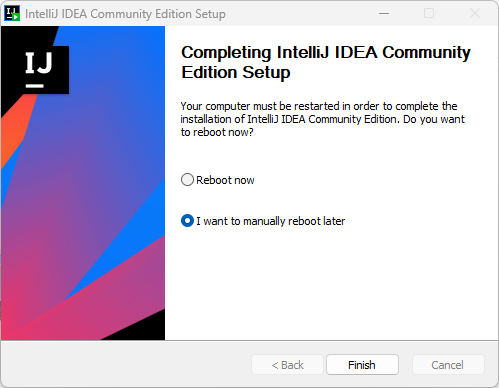 IntelliJ IDEA Community Edition Setup
IJ
Completing IntelliJ IDEA Community
Edition Setup
Your computer must be restarted in order to complete the
installation of IntelliJ IDEA Community Edition. Do you want
to reboot now?
Reboot now
I want to manually reboot later
< Back
Finish
Cancel